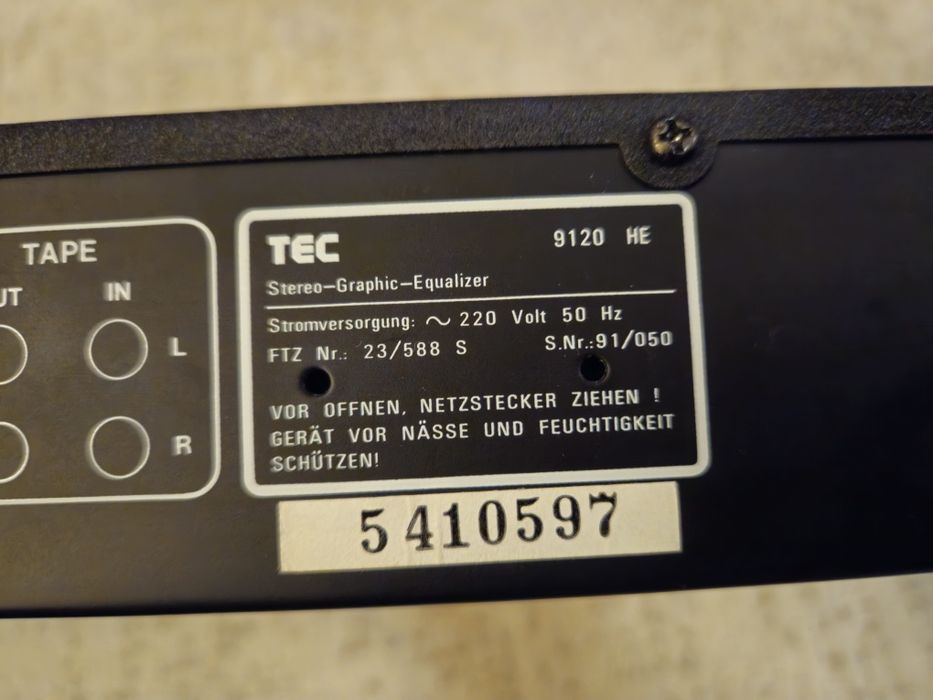 TAPE
UT IN
L
R
TEC 9120 HE
Stereo-Graphic-Equalizer
Stromversorgung: ~ 220 Volt 50 Hz
FTZ Nr.: 23/588 S S.Nr.:91/050
VOR OFFNEN, NETZSTECKER ZIEHEN !
GERÄT VOR NÄSSE UND FEUCHTIGKEIT
SCHÜTZEN!
5410597